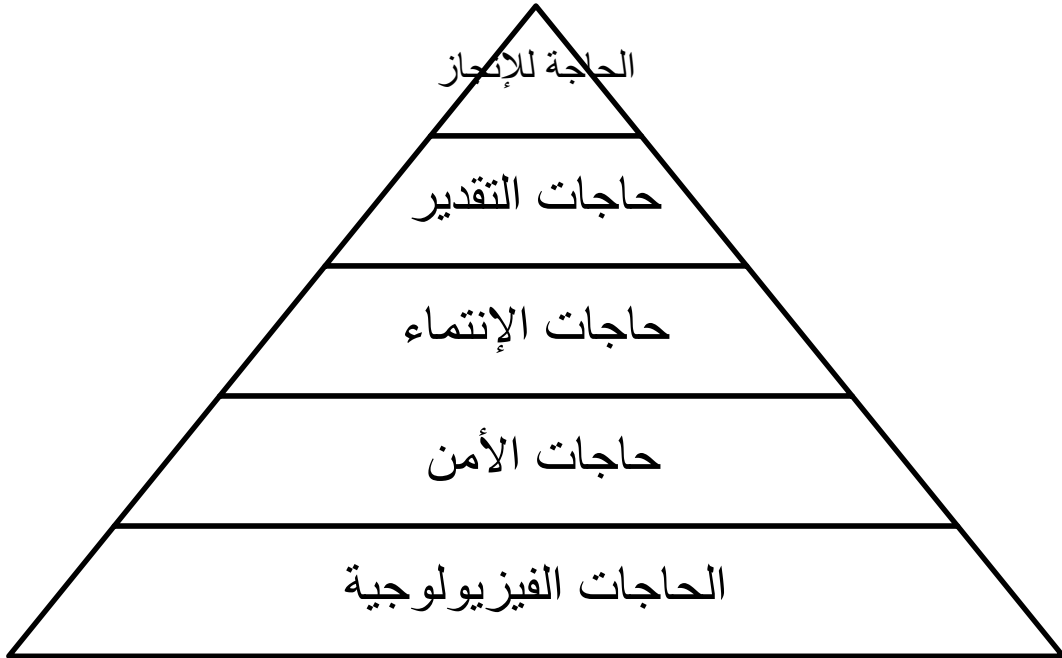 الحاجة للإنجاز
حاجات التقدير
حاجات الإنتماء
حاجات الأمن
الحاجات الفيزيولوجية